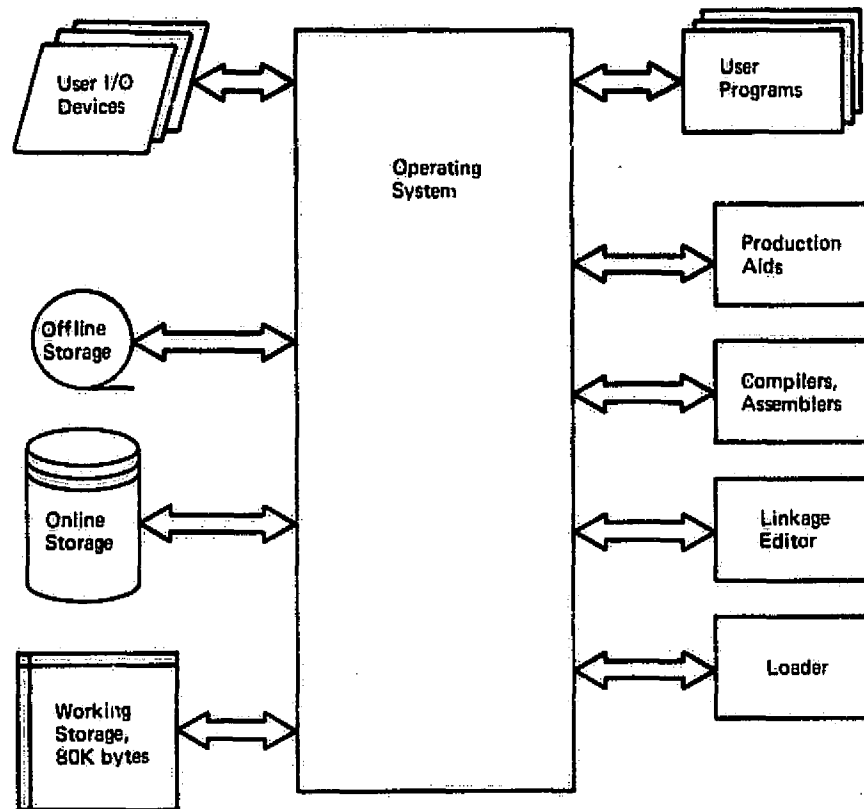 User I/O
Devices
User
Programs
Operating
System
Production
Aids
Offline
Storage
Compilers,
Assemblers
Online
Storage
Linkage
Editor
Loader
Working
Storage,
80K bytes